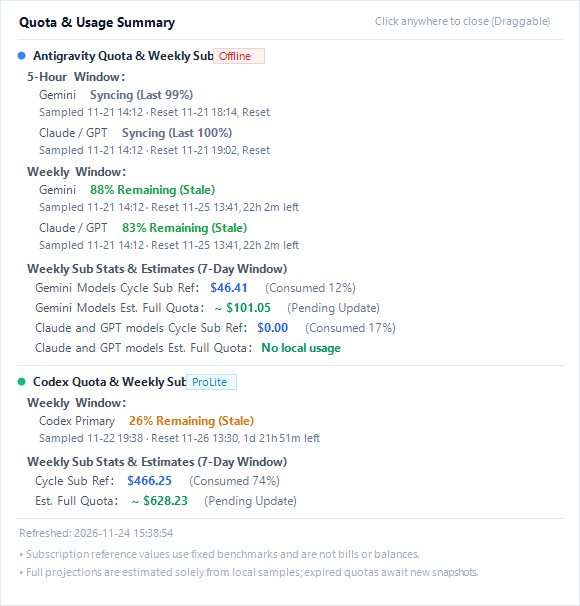 Quota & Usage Summary
Click anywhere to close (Draggable)
Antigravity Quota & Weekly Sub
Offline
5-Hour Window:
Gemini Syncing (Last 99%)
Sampled 11-21 14:12 · Reset 11-21 18:14, Reset
Claude / GPT Syncing (Last 100%)
Sampled 11-21 14:12 · Reset 11-21 19:02, Reset
Weekly Window:
Gemini 88% Remaining (Stale)
Sampled 11-21 14:12 · Reset 11-25 13:41, 22h 2m left
Claude / GPT 83% Remaining (Stale)
Sampled 11-21 14:12 · Reset 11-25 13:41, 22h 2m left
Weekly Sub Stats & Estimates (7-Day Window)
Gemini Models Cycle Sub Ref: $46.41 (Consumed 12%)
Gemini Models Est. Full Quota: ~ $101.05 (Pending Update)
Claude and GPT models Cycle Sub Ref: $0.00 (Consumed 17%)
Claude and GPT models Est. Full Quota: No local usage
Codex Quota & Weekly Sub
ProLite
Weekly Window:
Codex Primary 26% Remaining (Stale)
Sampled 11-22 19:38 · Reset 11-26 13:30, 1d 21h 51m left
Weekly Sub Stats & Estimates (7-Day Window)
Cycle Sub Ref: $466.25 (Consumed 74%)
Est. Full Quota: ~ $628.23 (Pending Update)
Refreshed: 2026-11-24 15:38:54
• Subscription reference values use fixed benchmarks and are not bills or balances.
• Full projections are estimated solely from local samples; expired quotas await new snapshots.